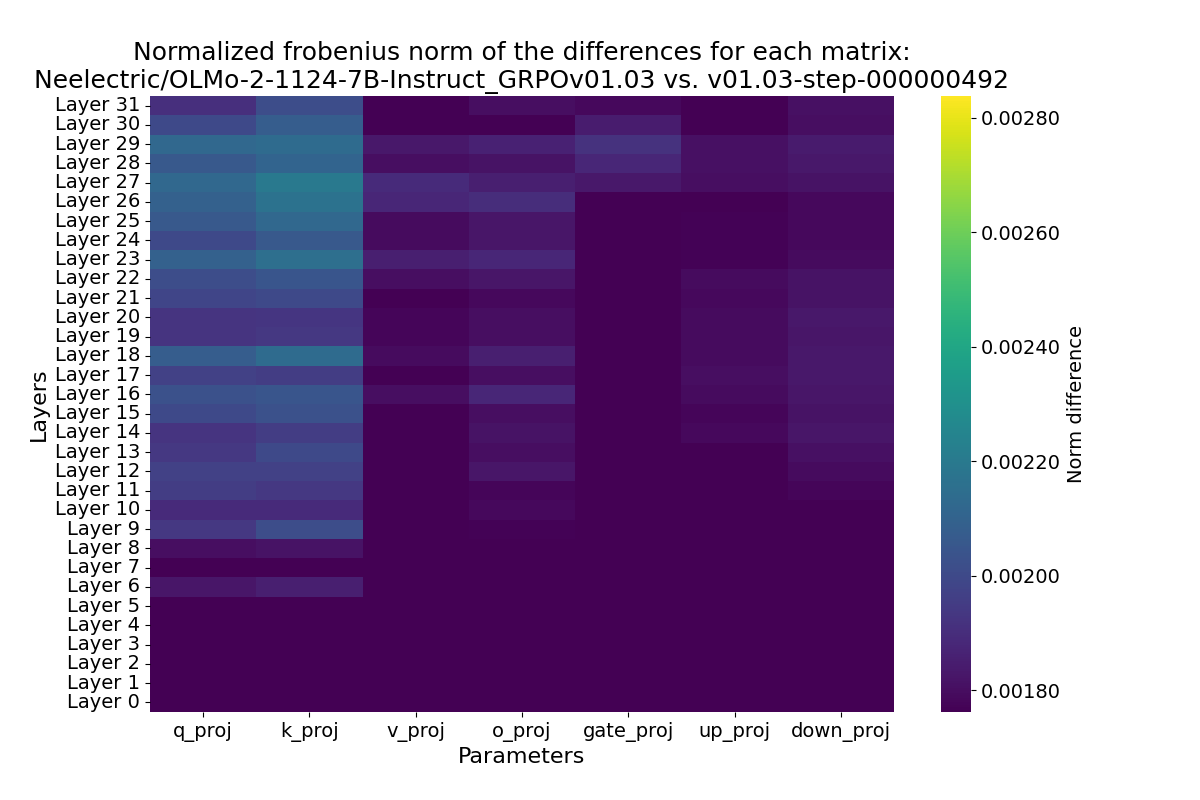 Normalized frobenius norm of the differences for each matrix:
Neelectric/OLMo-2-1124-7B-Instruct_GRPOv01.03 vs. v01.03-step-000000492
Layers
Layer 31
Layer 30
Layer 29
Layer 28
Layer 27
Layer 26
Layer 25
Layer 24
Layer 23
Layer 22
Layer 21
Layer 20
Layer 19
Layer 18
Layer 17
Layer 16
Layer 15
Layer 14
Layer 13
Layer 12
Layer 11
Layer 10
Layer 9
Layer 8
Layer 7
Layer 6
Layer 5
Layer 4
Layer 3
Layer 2
Layer 1
Layer 0
q_proj k_proj v_proj o_proj gate_proj up_proj down_proj
Parameters
0.00280
0.00260
0.00240
0.00220
0.00200
0.00180
Norm difference